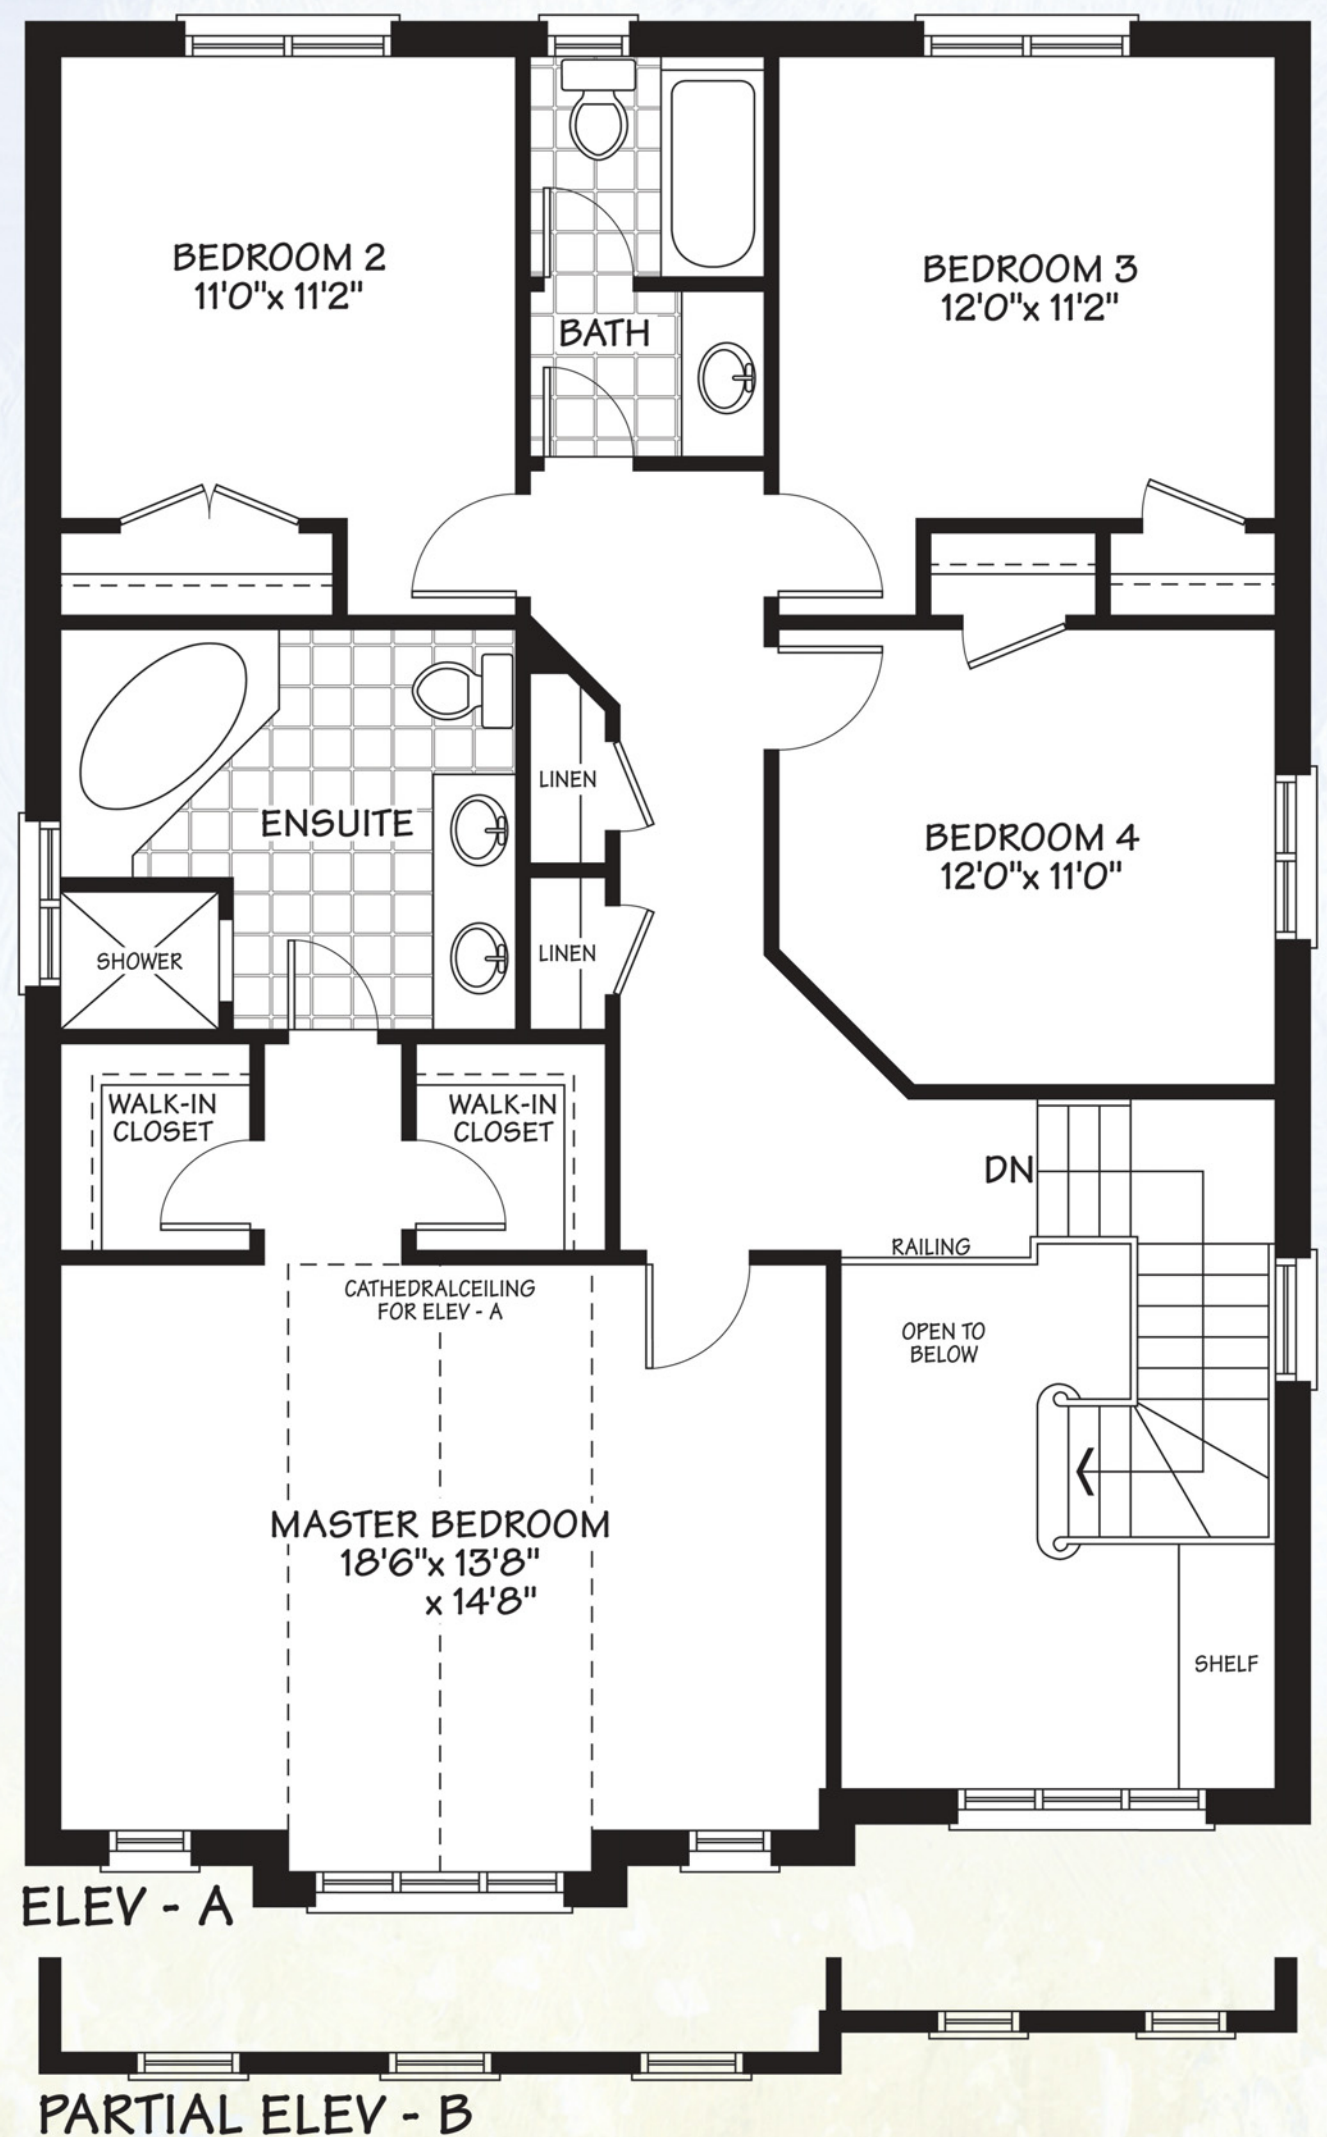 BEDROOM 2
11'0"x 11'2"
BATH
BEDROOM 3
12'0"x 11'2"
ENSUITE
LINEN
BEDROOM 4
12'0"x 11'0"
SHOWER
LINEN
WALK-IN
CLOSET
WALK-IN
CLOSET
DN
RAILING
CATHEDRALCEILING
FOR ELEV - A
OPEN TO
BELOW
MASTER BEDROOM
18'6"x 13'8"
x 14'8"
SHELF
ELEV - A
PARTIAL ELEV - B